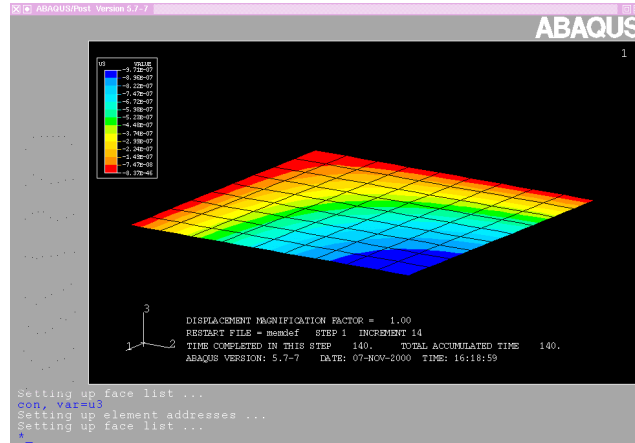 ABAQUS/Post Version 5.7-7
ABAQUS
1
U3 VALUE
-9.71E-07
-8.96E-07
-8.22E-07
-7.47E-07
-6.72E-07
-5.98E-07
-5.23E-07
-4.48E-07
-3.74E-07
-2.99E-07
-2.24E-07
-1.49E-07
-7.47E-08
-8.37E-46
3
1
2
DISPLACEMENT MAGNIFICATION FACTOR = 1.00
RESTART FILE = memdef STEP 1 INCREMENT 14
TIME COMPLETED IN THIS STEP 140. TOTAL ACCUMULATED TIME 140.
ABAQUS VERSION: 5.7-7 DATE: 07-NOV-2000 TIME: 16:18:59
Setting up face list ...
con, var=u3
Setting up element addresses ...
Setting up face list ...
*_